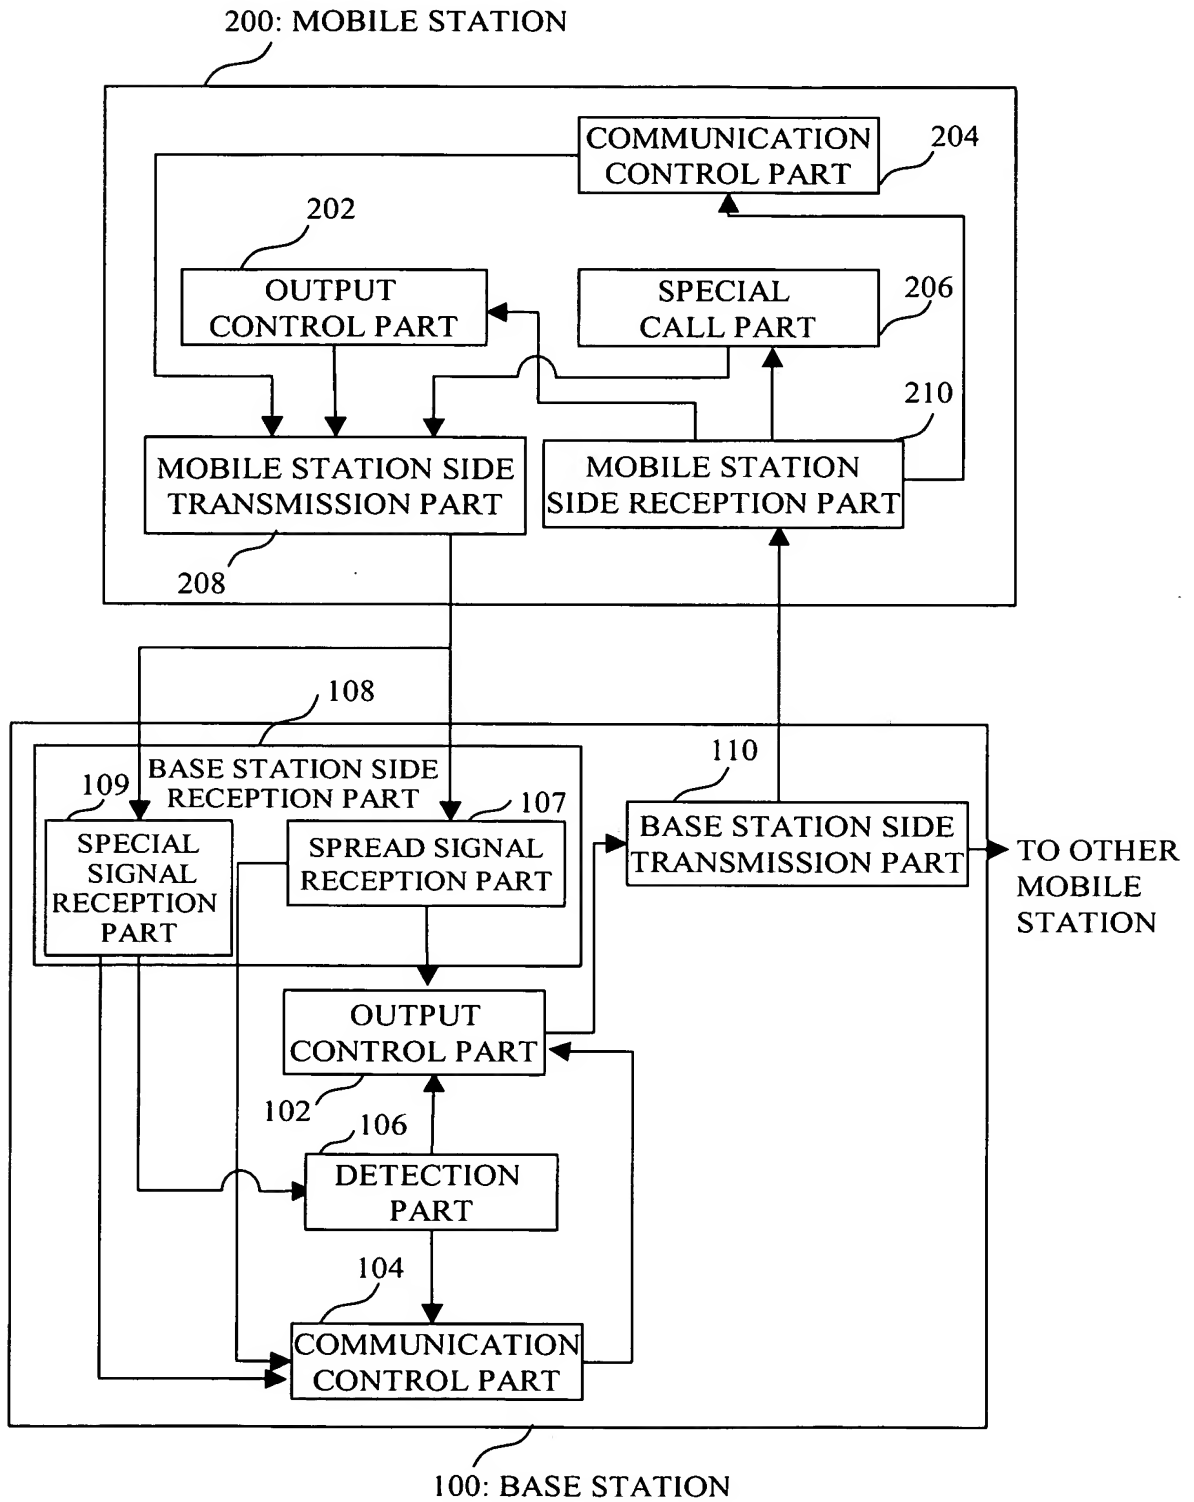 200: MOBILE STATION
COMMUNICATION
CONTROL PART
204
202
OUTPUT
CONTROL PART
SPECIAL
CALL PART
206
210
MOBILE STATION SIDE
TRANSMISSION PART
MOBILE STATION
SIDE RECEPTION PART
208
108
BASE STATION SIDE
RECEPTION PART
110
109
107
SPECIAL
SIGNAL
RECEPTION
PART
SPREAD SIGNAL
RECEPTION PART
BASE STATION SIDE
TRANSMISSION PART
TO OTHER
MOBILE
STATION
OUTPUT
CONTROL PART
102
106
DETECTION
PART
104
COMMUNICATION
CONTROL PART
100: BASE STATION